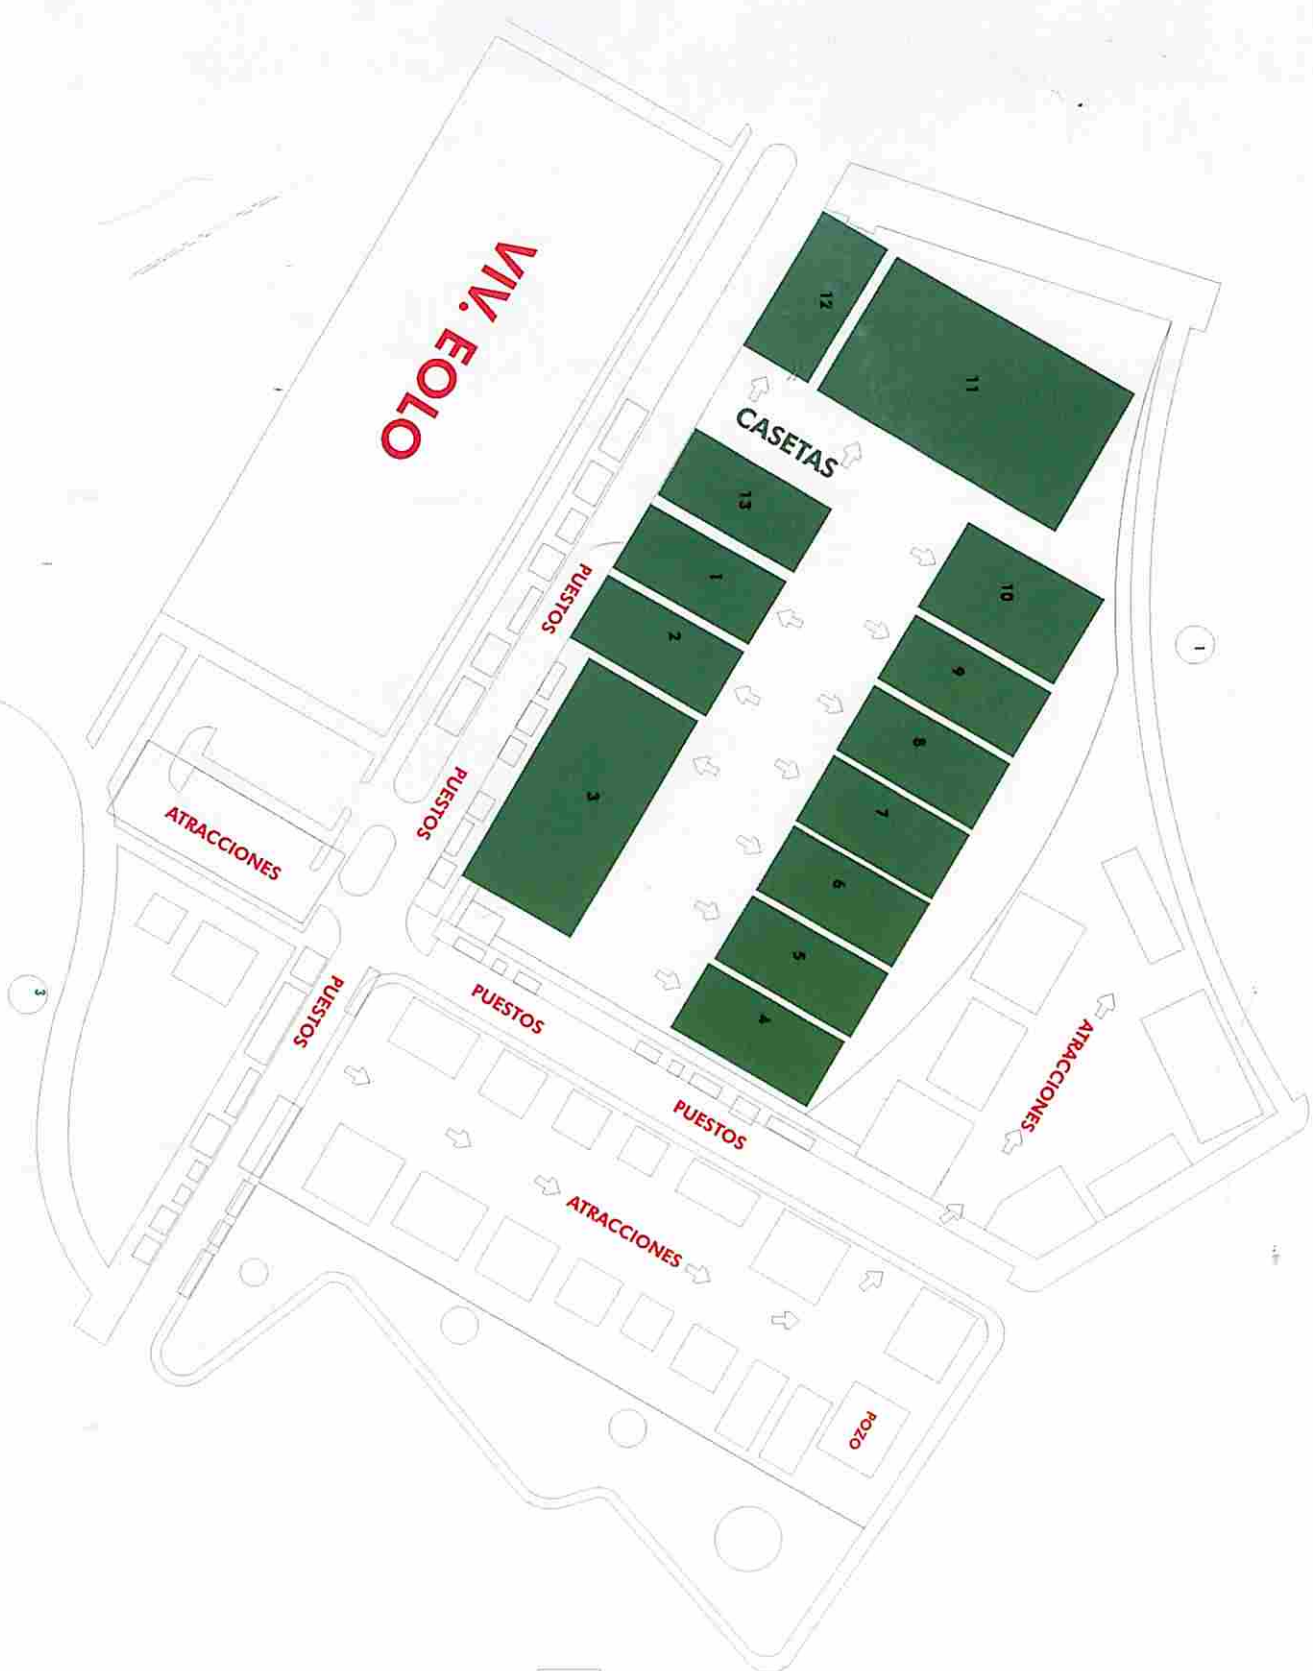 VIV. EOLO
12
11
CASETAS
13
1
2
3
10
9
8
7
6
5
4
1
PUESTOS
PUESTOS
ATRACCIONES
3
PUESTOS
PUESTOS
PUESTOS
ATRACCIONES
ATRACCIONES
POZO